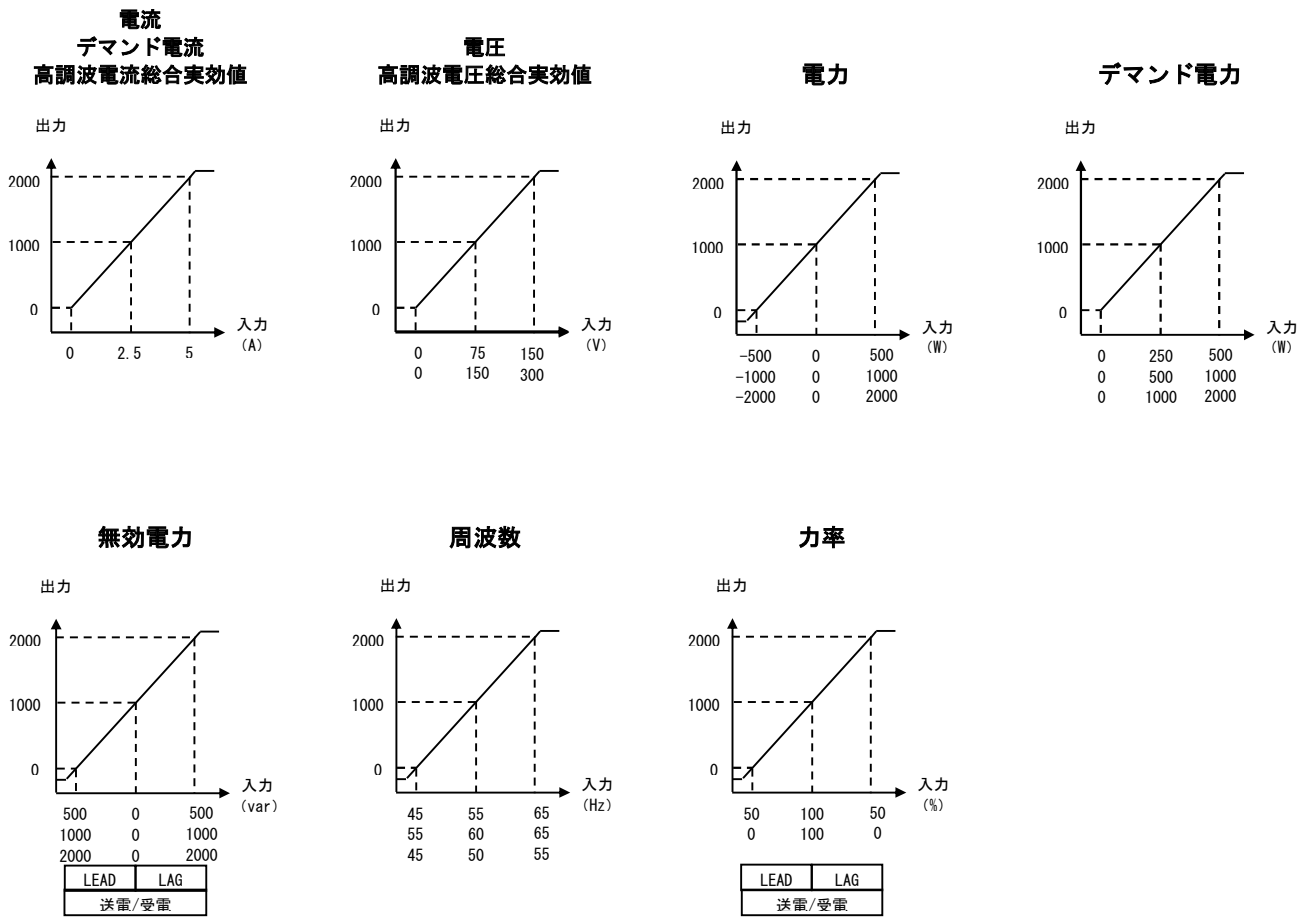 電流
デマンド電流
高調波電流総合実効値
出力
2000
1000
0
0 2.5 5
入力
(A)
電圧
高調波電圧総合実効値
出力
2000
1000
0
0 75 150
0 150 300
入力
(V)
電力
出力
2000
1000
0
-500 0 500
-1000 0 1000
-2000 0 2000
入力
(W)
デマンド電力
出力
2000
1000
0
0 250 500
0 500 1000
0 1000 2000
入力
(W)
無効電力
出力
2000
1000
0
500 0 500
1000 0 1000
2000 0 2000
入力
(var)
LEAD LAG
送電/受電
周波数
出力
2000
1000
0
45 55 65
55 60 65
45 50 55
入力
(Hz)
力率
出力
2000
1000
0
50 100 50
0 100 0
入力
(%)
LEAD LAG
送電/受電